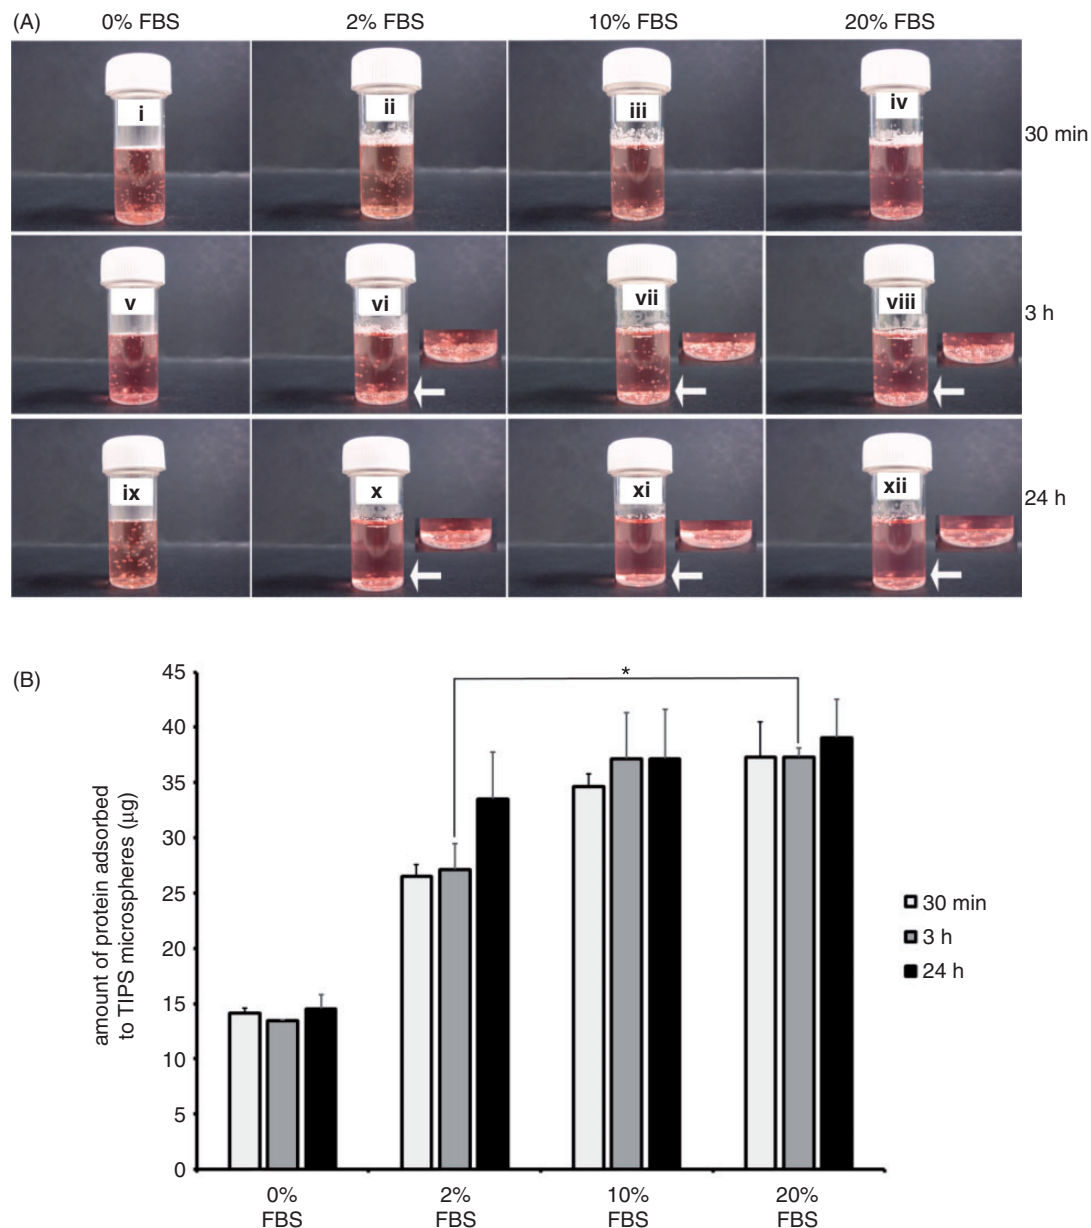 (A) 0% FBS 2% FBS 10% FBS 20% FBS
i ii iii iv 30 min
v vi vii viii 3 h
ix x xi xii 24 h
(B)
*
45
40
35
30
25
20
15
10
5
0
amount of protein adsorbed
to TIPS microspheres (μg)
30 min
3 h
24 h
0% 2% 10% 20%
FBS FBS FBS FBS